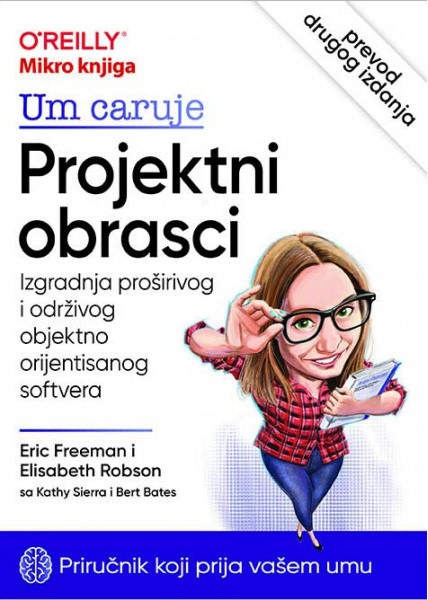 O'REILLY®
Mikro knjiga
prevod
drugog izdanja
Um caruje
Projektni
obrasci
Izgradnja proširivog
i održivog
objektno
orijentisanog
softvera
Eric Freeman i
Elisabeth Robson
sa Kathy Sierra i Bert Bates
Priručnik koji prija vašem umu